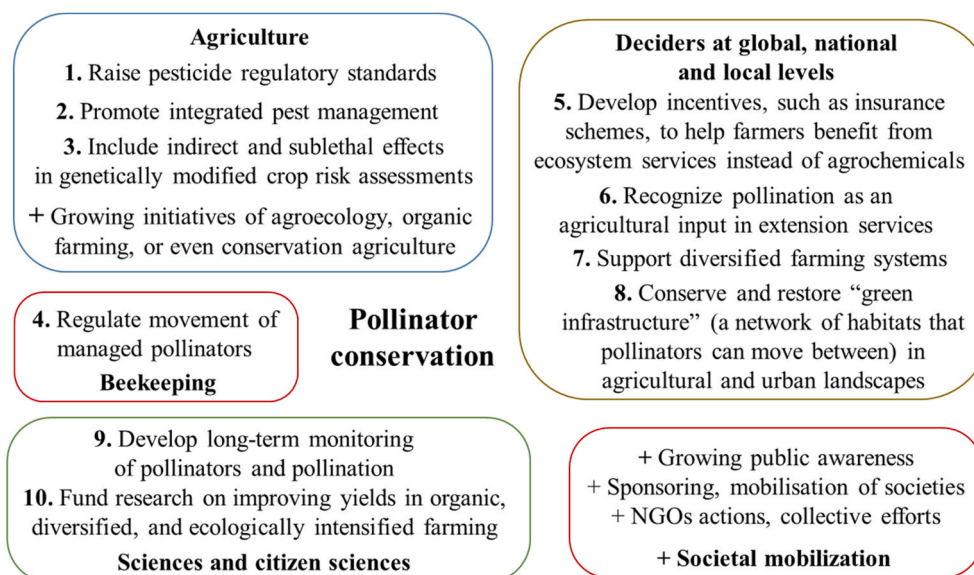 Agriculture
1. Raise pesticide regulatory standards
2. Promote integrated pest management
3. Include indirect and sublethal effects
in genetically modified crop risk assessments
+ Growing initiatives of agroecology, organic
farming, or even conservation agriculture
Deciders at global, national
and local levels
5. Develop incentives, such as insurance
schemes, to help farmers benefit from
ecosystem services instead of agrochemicals
6. Recognize pollination as an
agricultural input in extension services
7. Support diversified farming systems
8. Conserve and restore “green
infrastructure” (a network of habitats that
pollinators can move between) in
agricultural and urban landscapes
4. Regulate movement of
managed pollinators
Beekeeping
Pollinator
conservation
9. Develop long-term monitoring
of pollinators and pollination
10. Fund research on improving yields in organic,
diversified, and ecologically intensified farming
Sciences and citizen sciences
+ Growing public awareness
+ Sponsoring, mobilisation of societies
+ NGOs actions, collective efforts
+ Societal mobilization